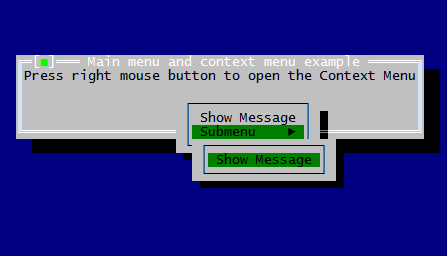 [■] Main menu and context menu example
Press right mouse button to open the Context Menu
Show Message
Submenu ►
Show Message